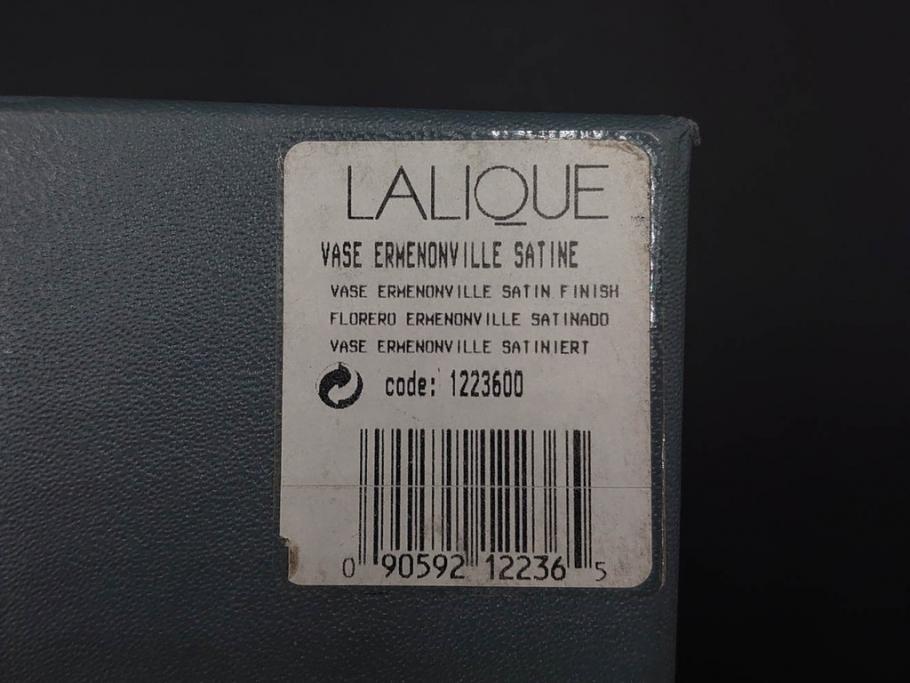 LALIQUE
VASE ERMENONVILLE SATINE
VASE ERMENONVILLE SATIN FINISH
FLORERO ERMENONVILLE SATINADO
VASE ERMENONVILLE SATINIERT
code: 1223600
0 90592 12236 5